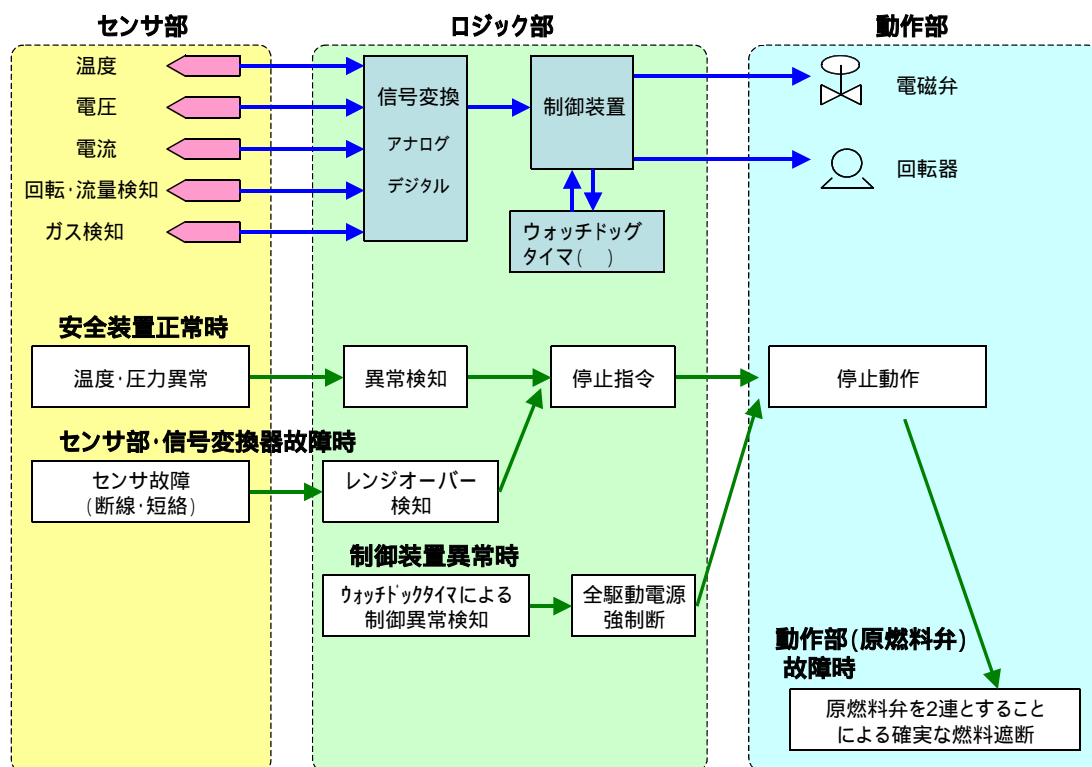 センサ部
ロジック部
動作部
温度
電圧
電流
回転・流量検知
ガス検知
信号変換
アナログ
デジタル
制御装置
ウォッチドッグ
タイマ(　)
電磁弁
回転器
安全装置正常時
温度・圧力異常
異常検知
停止指令
停止動作
センサ部・信号変換器故障時
センサ故障
(断線・短絡)
レンジオーバー
検知
制御装置異常時
ウォッチドックタイマによる
制御異常検知
全駆動電源
強制断
動作部(原燃料弁)
故障時
原燃料弁を2連とすること
による確実な燃料遮断